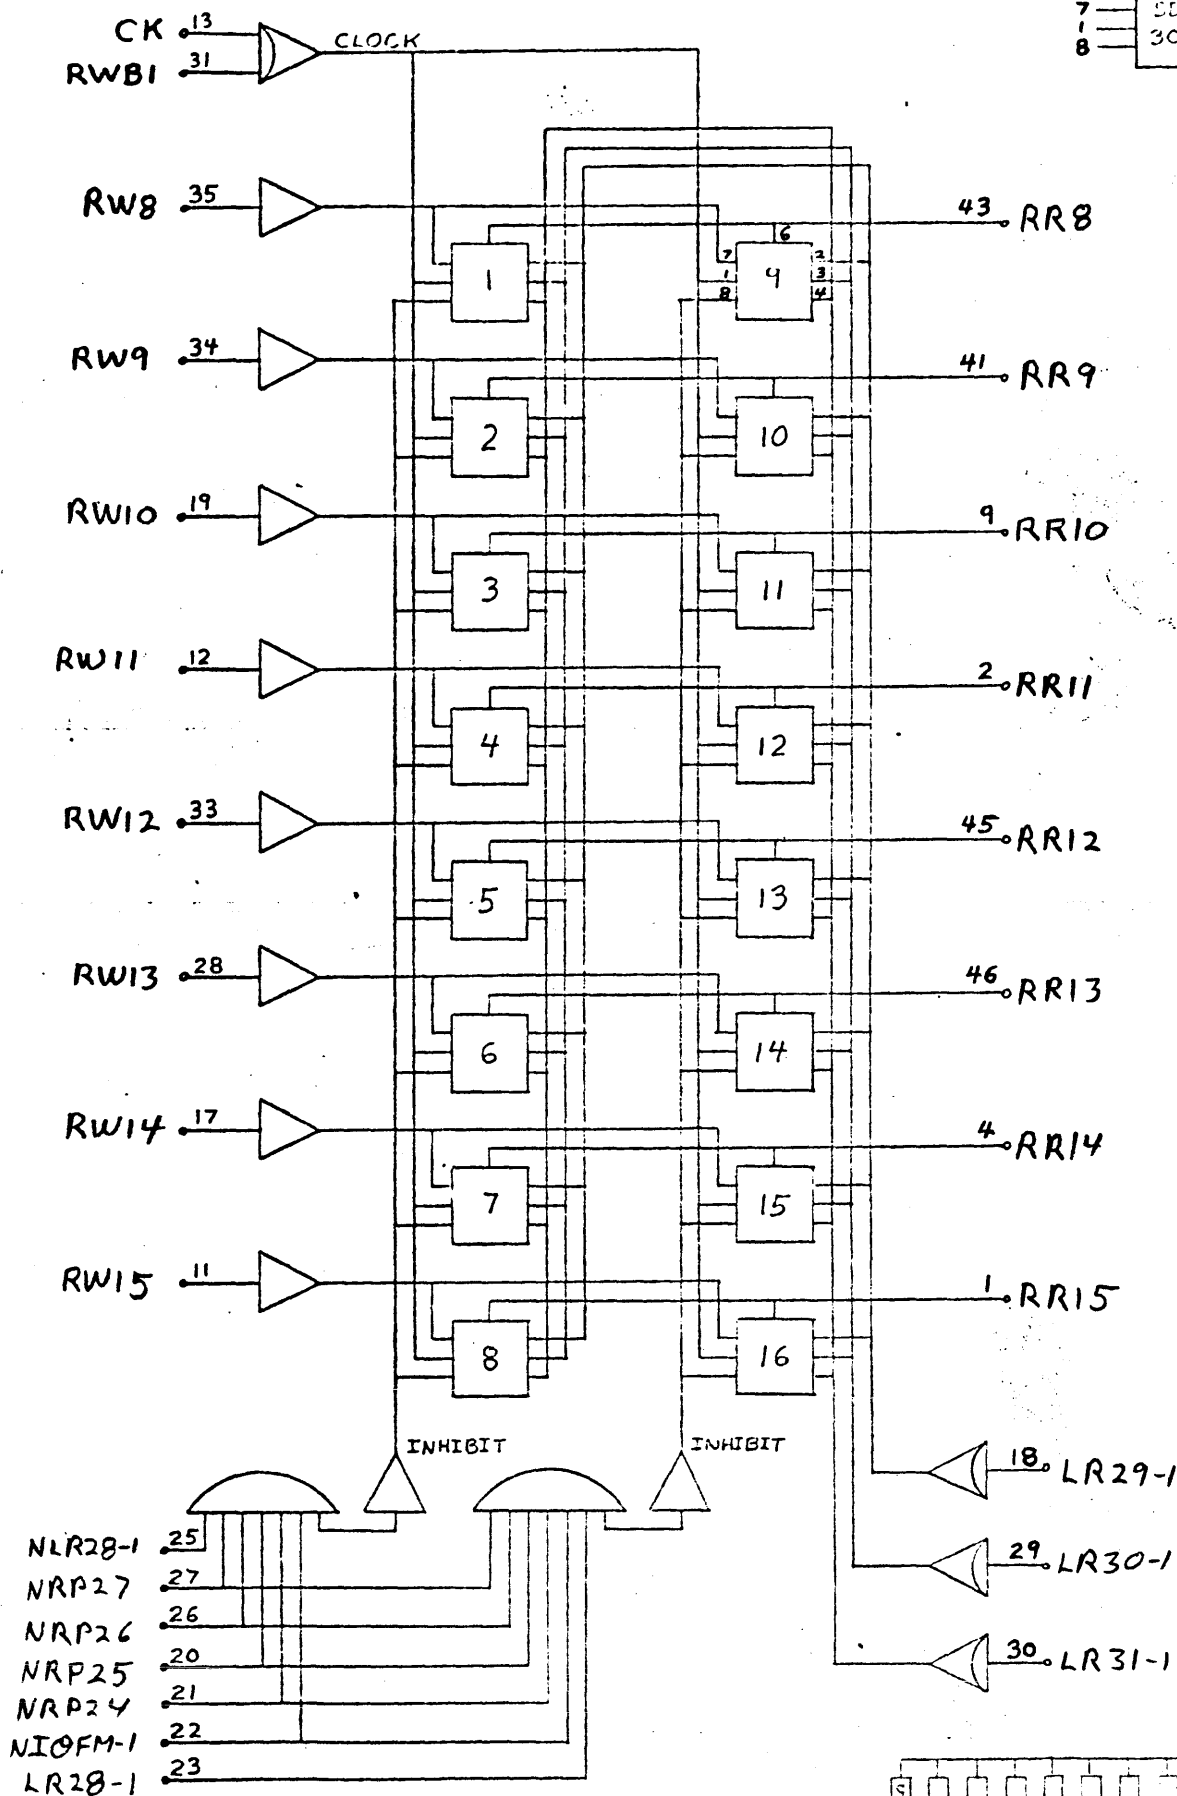 CK 13
CLOCK
RWB1 31
7
1
8
RW8 35
43 RR8
6
1
7
1
8
9
2
3
4
RW9 34
41 RR9
2
10
RW10 19
9 RR10
3
11
RW11 12
2 RR11
4
12
RW12 33
45 RR12
5
13
RW13 28
46 RR13
6
14
RW14 17
4 RR14
7
15
RW15 11
1 RR15
8
16
INHIBIT
INHIBIT
18 LR29-1
NLR28-1 25
29 LR30-1
NRP27 27
NRP26 26
30 LR31-1
NRP25 20
NRP24 21
NIOFM-1 22
LR28-1 23